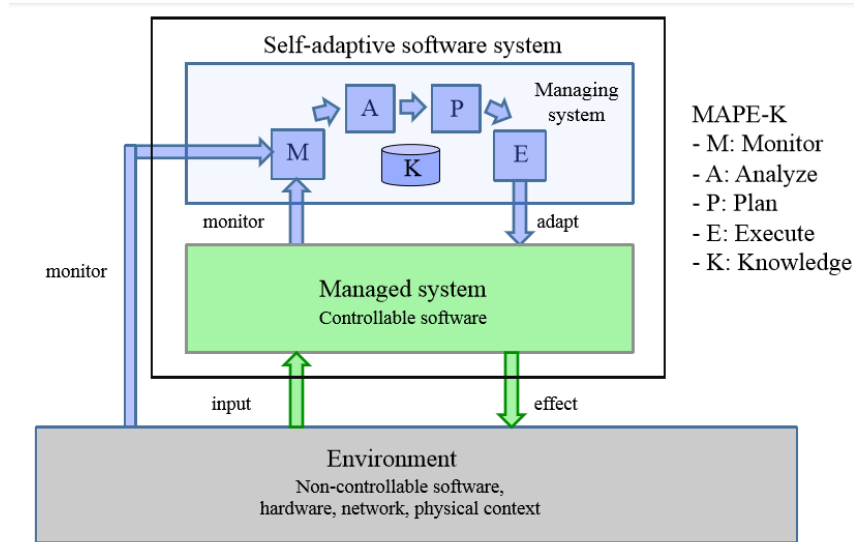 Self-adaptive software system
Managing
system
A
P
M
E
K
monitor
adapt
monitor
Managed system
Controllable software
input
effect
Environment
Non-controllable software,
hardware, network, physical context
MAPE-K
- M: Monitor
- A: Analyze
- P: Plan
- E: Execute
- K: Knowledge